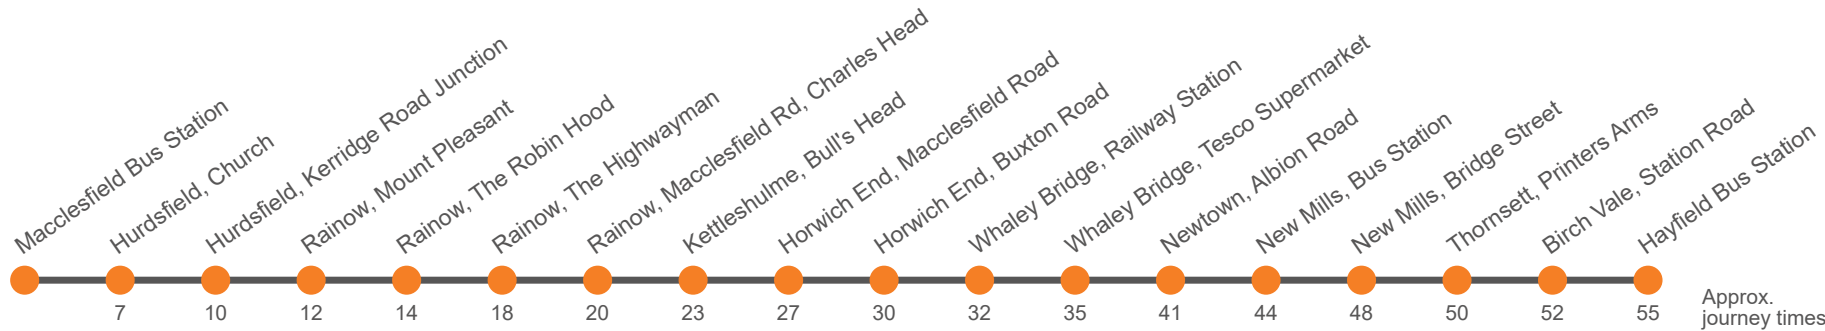 Macclesfield Bus Station
Hurdsfield, Church
Hurdsfield, Kerridge Road Junction
Rainow, Mount Pleasant
Rainow, The Robin Hood
Rainow, The Highwayman
Rainow, Macclesfield Rd, Charles Head
Kettleshulme, Bull's Head
Horwich End, Macclesfield Road
Horwich End, Buxton Road
Whaley Bridge, Railway Station
Whaley Bridge, Tesco Supermarket
Newtown, Albion Road
New Mills, Bus Station
New Mills, Bridge Street
Thornsett, Printers Arms
Birch Vale, Station Road
Hayfield Bus Station
7 10 12 14 18 20 23 27 30 32 35 41 44 48 50 52 55
Approx.
journey times